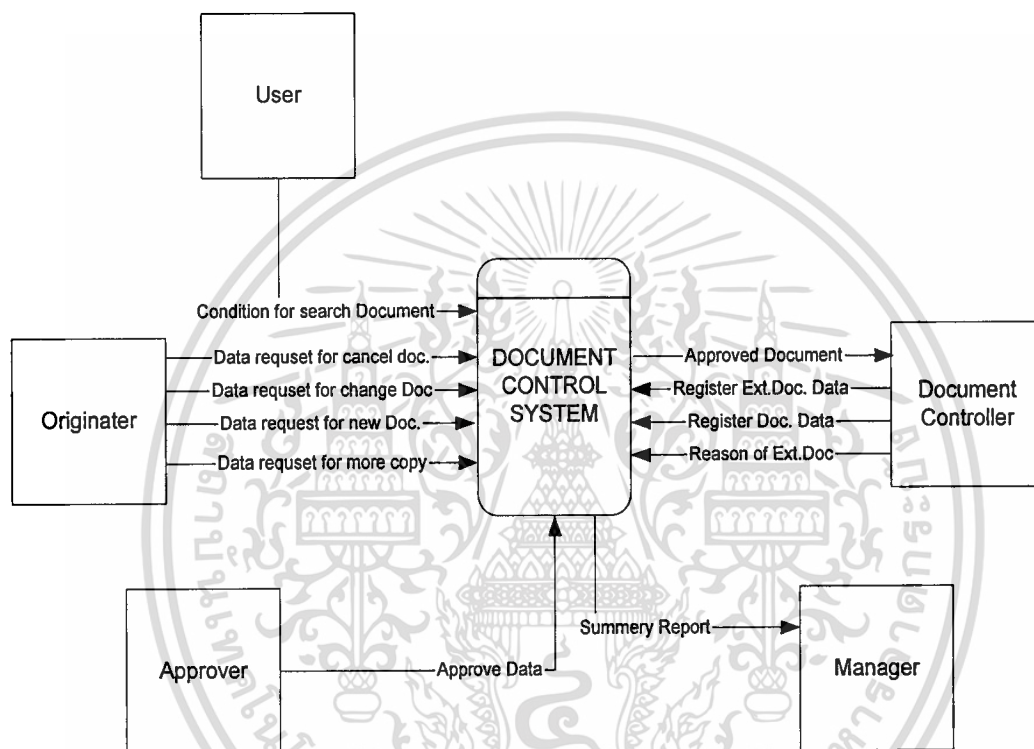 User
Condition for search Document
Data requset for cancel doc.
Data requset for change Doc
Data request for new Doc.
Data requset for more copy
Originater
DOCUMENT
CONTROL
SYSTEM
Approved Document
Register Ext.Doc. Data
Register Doc. Data
Reason of Ext.Doc
Document
Controller
Approver
Approve Data
Summery Report
Manager